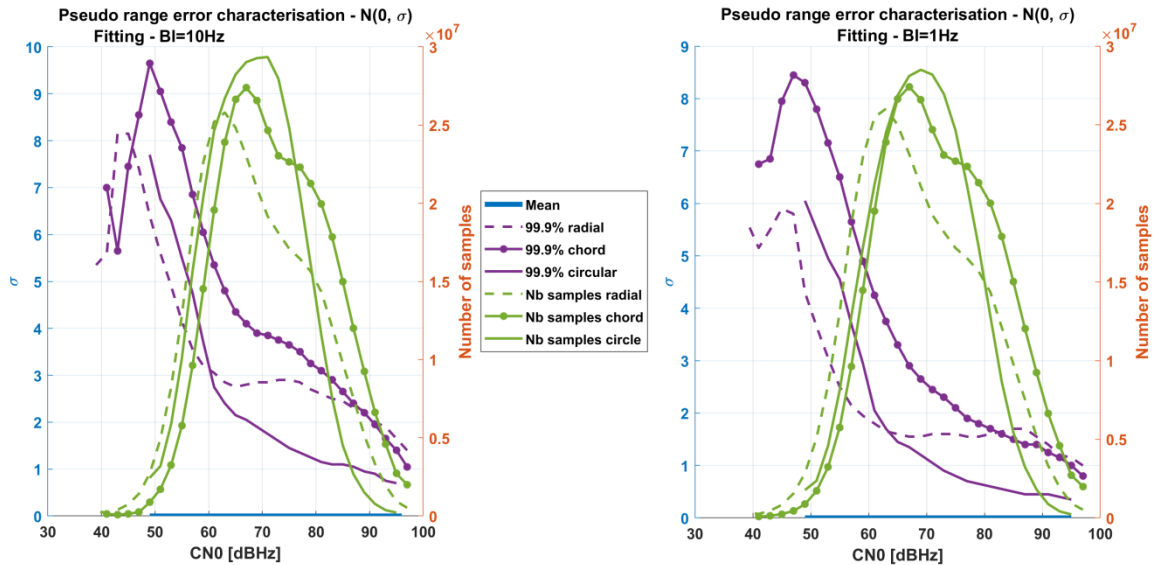 Pseudo range error characterisation - N(0, σ)
Fitting - Bl=10Hz
×10⁷
10
9
8
7
6
5
4
3
2
1
0
σ
3
2.5
2
1.5
1
0.5
0
Number of samples
30 40 50 60 70 80 90 100
CN0 [dBHz]
Mean
99.9% radial
99.9% chord
99.9% circular
Nb samples radial
Nb samples chord
Nb samples circle
Pseudo range error characterisation - N(0, σ)
Fitting - Bl=1Hz
×10⁷
9
8
7
6
5
4
3
2
1
0
σ
3
2.5
2
1.5
1
0.5
0
Number of samples
30 40 50 60 70 80 90 100
CN0 [dBHz]